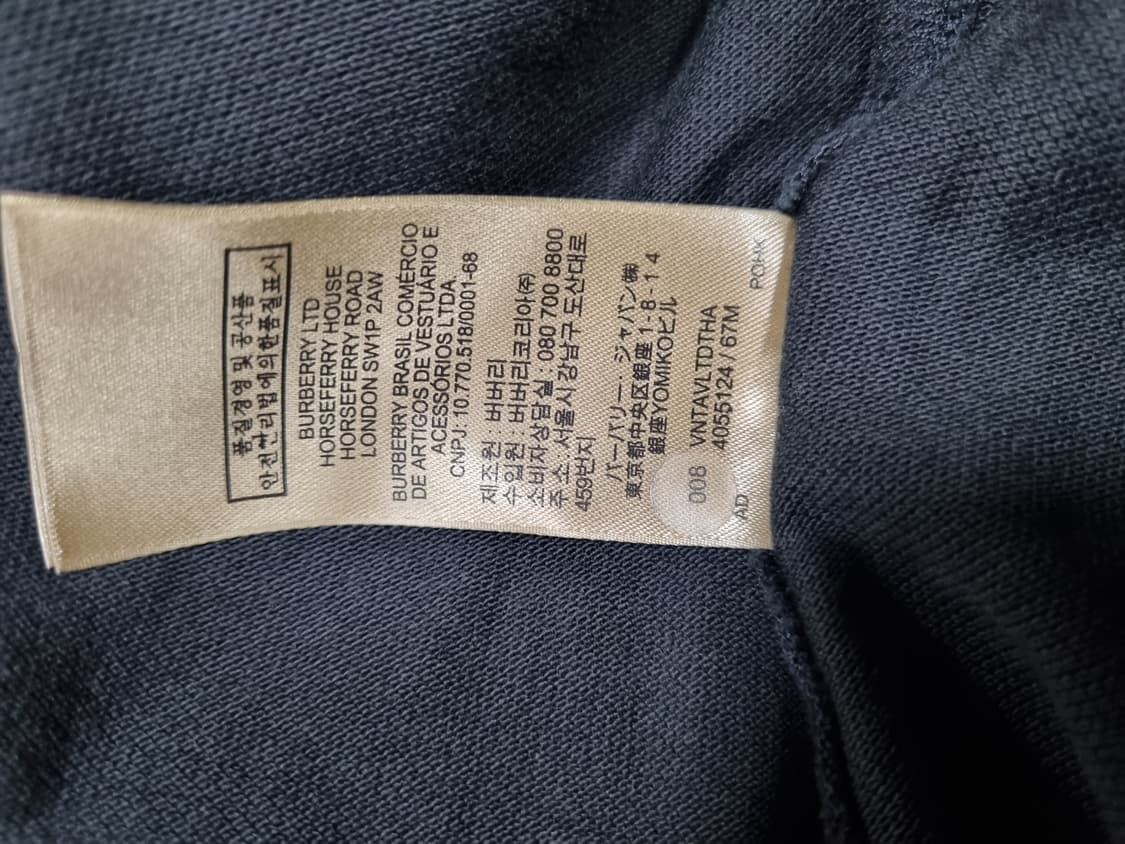 품질경영 및 공산품
안전관리법에의한품질표시
BURBERRY LTD
HORSEFERRY HOUSE
HORSEFERRY ROAD
LONDON SW1P 2AW
BURBERRY BRASIL COMÉRCIO
DE ARTIGOS DE VESTUÁRIO E
ACESSÓRIOS LTDA
CNPJ: 10.770.518/0001-68
제조원 버버리
수입원 버버리코리아(주)
소비자상담실 : 080 700 8800
주 소 .서울시강남구 도산대로
459번지
バーバリー・ジャパン㈱
東京都中央区銀座1-8-14
銀座YOMIKOビル
008 VNTAVLTDTHA
4055124 / 67M
AD POHK